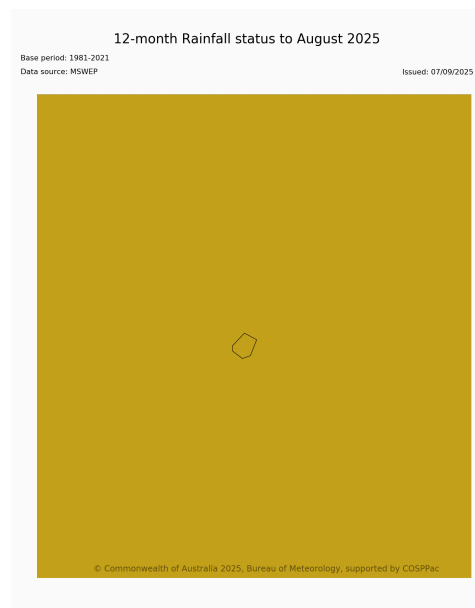 12-month Rainfall status to August 2025
Base period: 1981-2021
Data source: MSWEP
Issued: 07/09/2025
© Commonwealth of Australia 2025, Bureau of Meteorology, supported by COSPPac